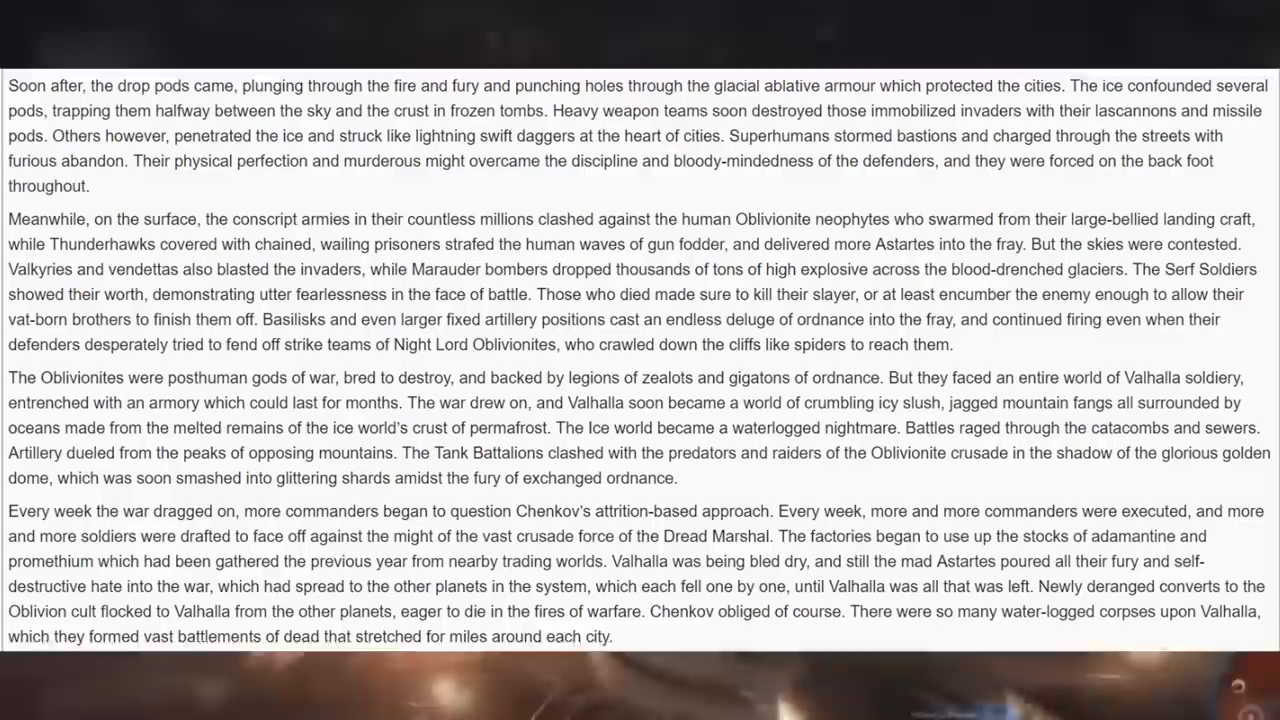 Soon after, the drop pods came, plunging through the fire and fury and punching holes through the glacial ablative armour which protected the cities. The ice confounded several
pods, trapping them halfway between the sky and the crust in frozen tombs. Heavy weapon teams soon destroyed those immobilized invaders with their lascannons and missile
pods. Others however, penetrated the ice and struck like lightning swift daggers at the heart of cities. Superhumans stormed bastions and charged through the streets with
furious abandon. Their physical perfection and murderous might overcame the discipline and bloody-mindedness of the defenders, and they were forced on the back foot
throughout.
Meanwhile, on the surface, the conscript armies in their countless millions clashed against the human Oblivionite neophytes who swarmed from their large-bellied landing craft,
while Thunderhawks covered with chained, wailing prisoners strafed the human waves of gun fodder, and delivered more Astartes into the fray. But the skies were contested.
Valkyries and vendettas also blasted the invaders, while Marauder bombers dropped thousands of tons of high explosive across the blood-drenched glaciers. The Serf Soldiers
showed their worth, demonstrating utter fearlessness in the face of battle. Those who died made sure to kill their slayer, or at least encumber the enemy enough to allow their
vat-born brothers to finish them off. Basilisks and even larger fixed artillery positions cast an endless deluge of ordnance into the fray, and continued firing even when their
defenders desperately tried to fend off strike teams of Night Lord Oblivionites, who crawled down the cliffs like spiders to reach them.
The Oblivionites were posthuman gods of war, bred to destroy, and backed by legions of zealots and gigatons of ordnance. But they faced an entire world of Valhalla soldiery,
entrenched with an armory which could last for months. The war drew on, and Valhalla soon became a world of crumbling icy slush, jagged mountain fangs all surrounded by
oceans made from the melted remains of the ice world's crust of permafrost. The Ice world became a waterlogged nightmare. Battles raged through the catacombs and sewers.
Artillery dueled from the peaks of opposing mountains. The Tank Battalions clashed with the predators and raiders of the Oblivionite crusade in the shadow of the glorious golden
dome, which was soon smashed into glittering shards amidst the fury of exchanged ordnance.
Every week the war dragged on, more commanders began to question Chenkov's attrition-based approach. Every week, more and more commanders were executed, and more
and more soldiers were drafted to face off against the might of the vast crusade force of the Dread Marshal. The factories began to use up the stocks of adamantine and
promethium which had been gathered the previous year from nearby trading worlds. Valhalla was being bled dry, and still the mad Astartes poured all their fury and self-
destructive hate into the war, which had spread to the other planets in the system, which each fell one by one, until Valhalla was all that was left. Newly deranged converts to the
Oblivion cult flocked to Valhalla from the other planets, eager to die in the fires of warfare. Chenkov obliged of course. There were so many water-logged corpses upon Valhalla,
which they formed vast battlements of dead that stretched for miles around each city.